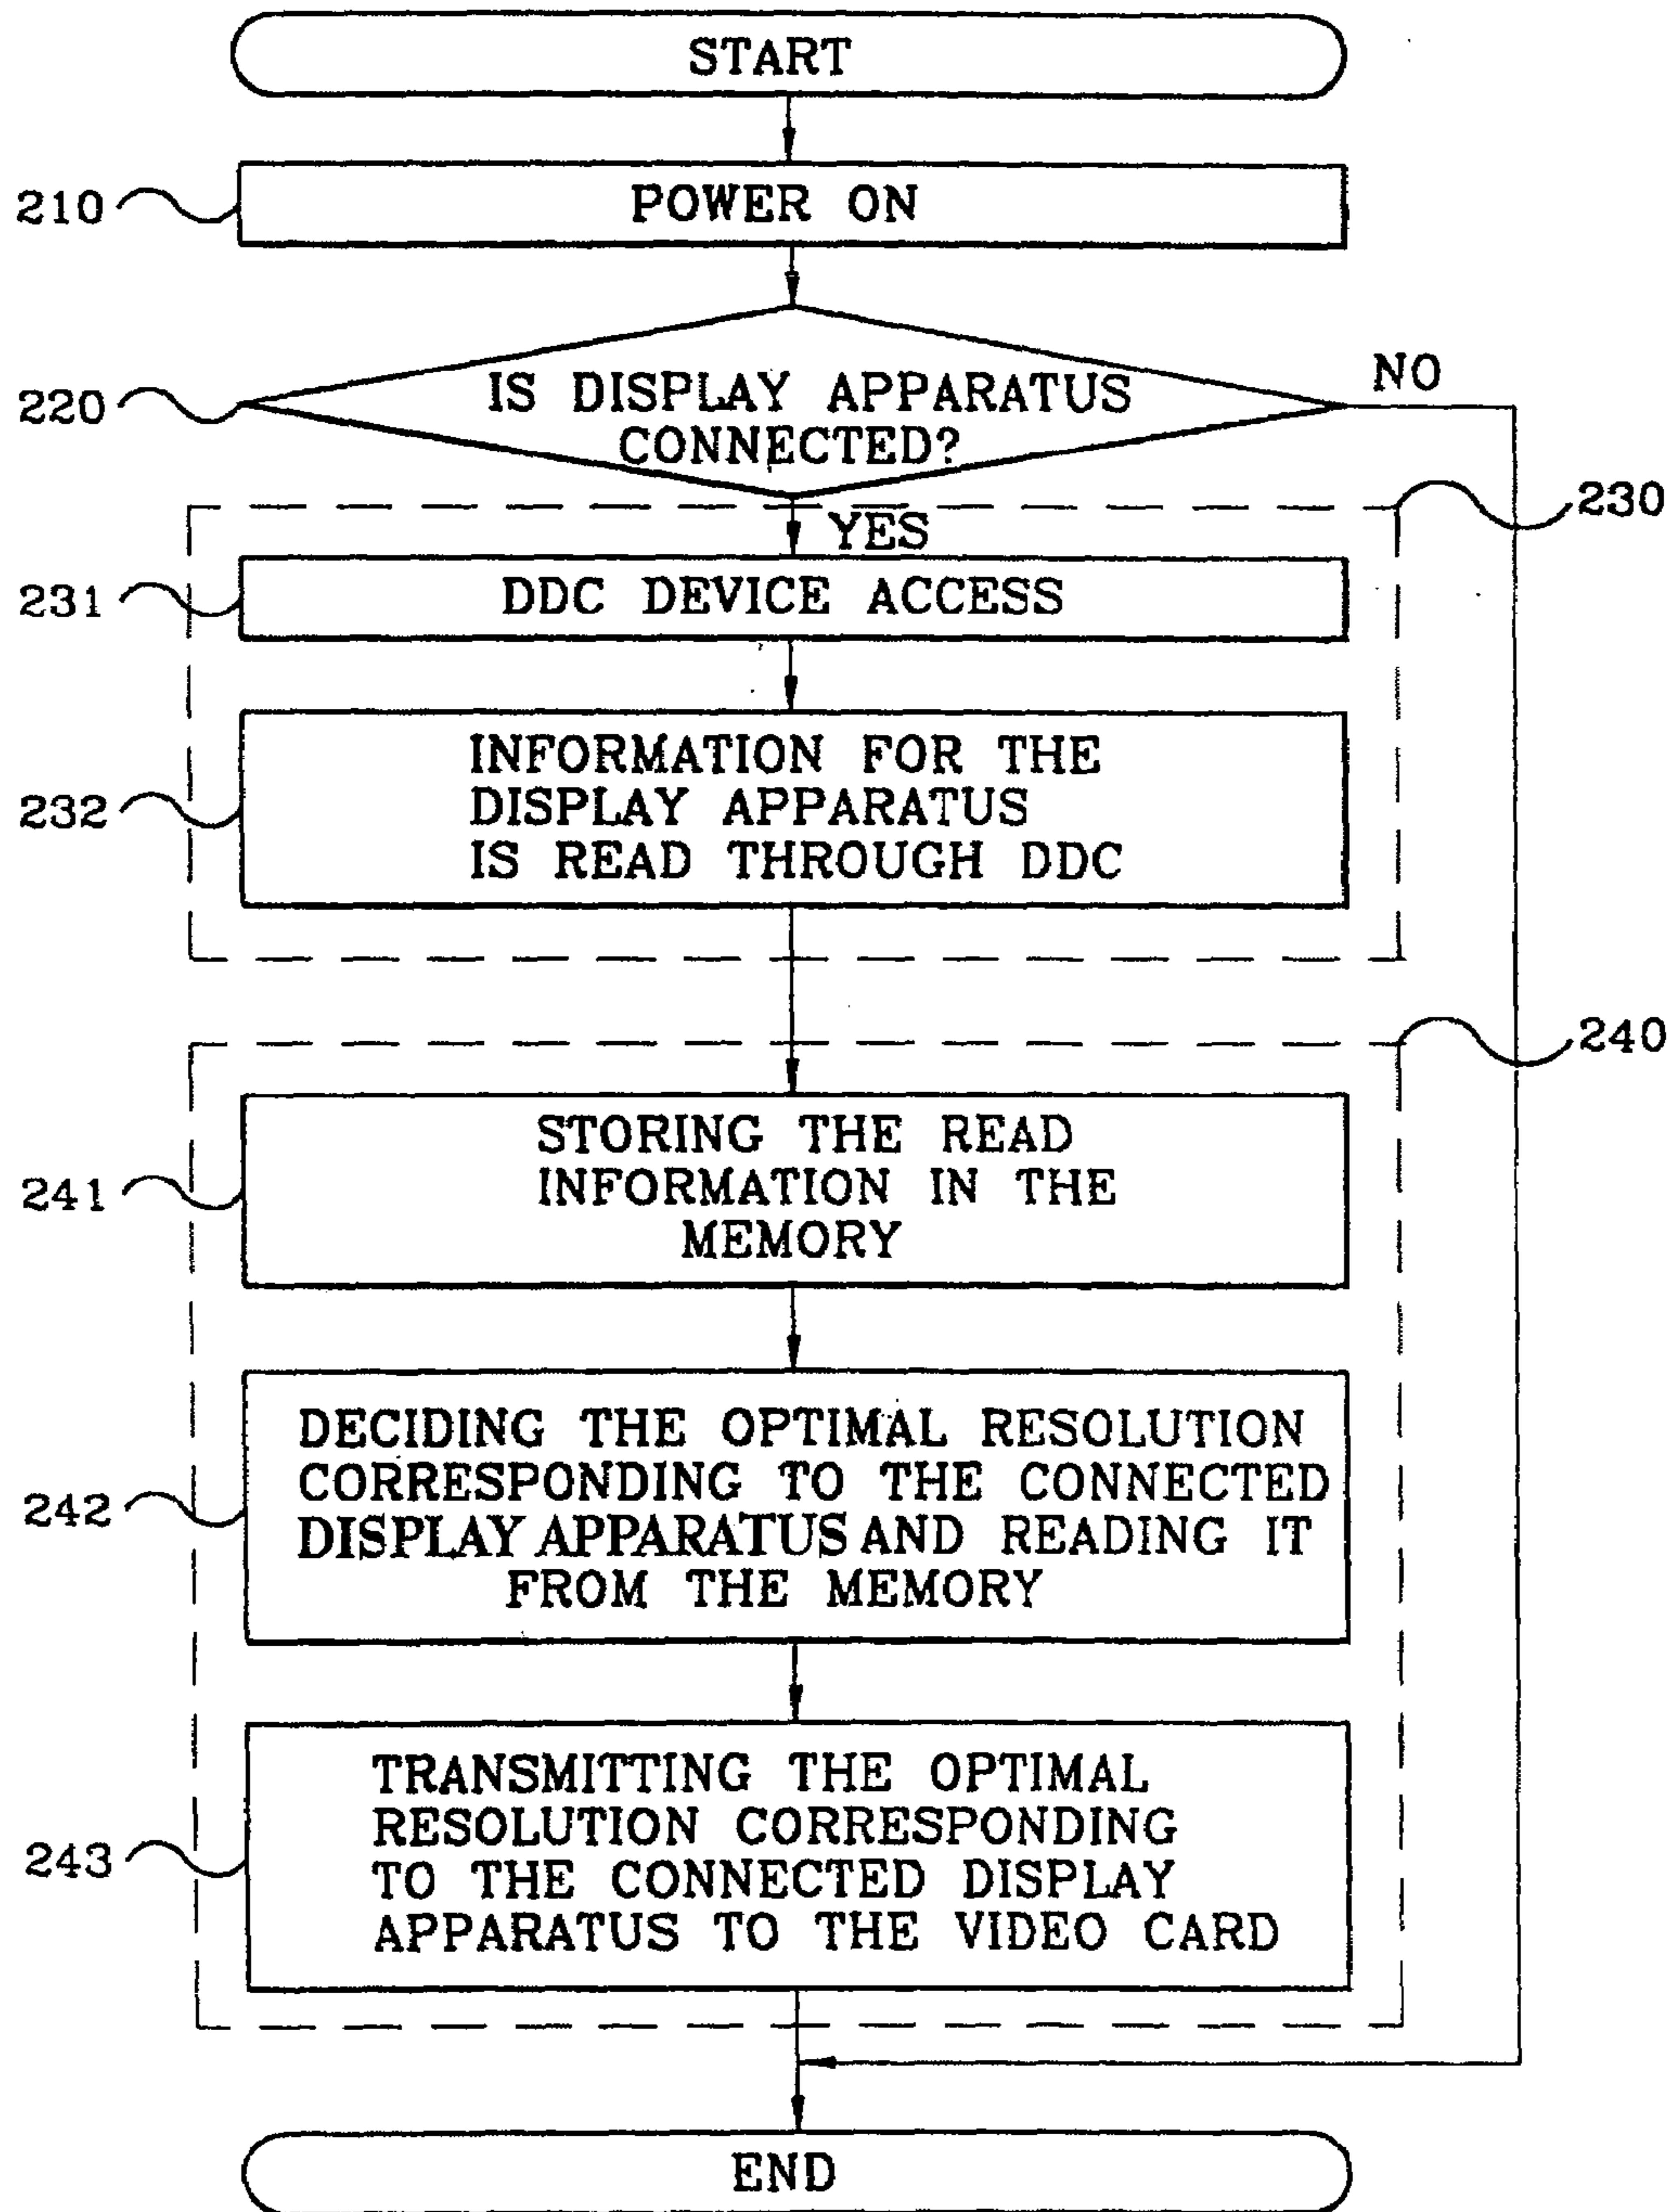 START
210
POWER ON
220
IS DISPLAY APPARATUS
CONNECTED?
NO
YES
230
231
DDC DEVICE ACCESS
232
INFORMATION FOR THE
DISPLAY APPARATUS
IS READ THROUGH DDC
240
241
STORING THE READ
INFORMATION IN THE
MEMORY
242
DECIDING THE OPTIMAL RESOLUTION
CORRESPONDING TO THE CONNECTED
DISPLAY APPARATUS AND READING IT
FROM THE MEMORY
243
TRANSMITTING THE OPTIMAL
RESOLUTION CORRESPONDING
TO THE CONNECTED DISPLAY
APPARATUS TO THE VIDEO CARD
END